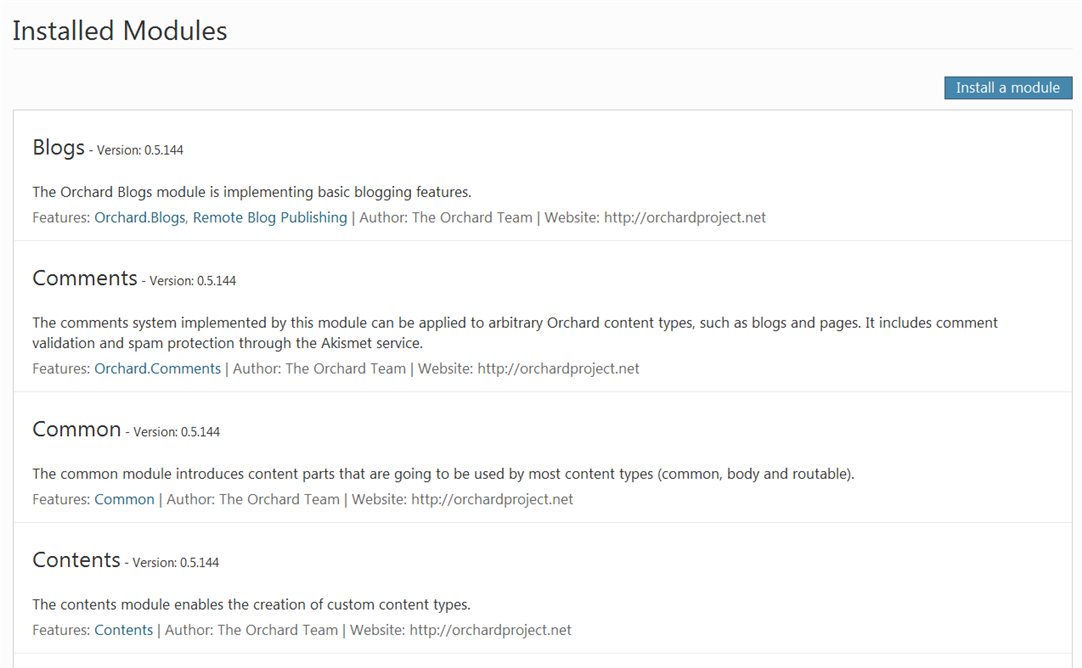 Installed Modules
Install a module
Blogs - Version: 0.5.144
The Orchard Blogs module is implementing basic blogging features.
Features: Orchard.Blogs, Remote Blog Publishing | Author: The Orchard Team | Website: http://orchardproject.net
Comments - Version: 0.5.144
The comments system implemented by this module can be applied to arbitrary Orchard content types, such as blogs and pages. It includes comment
validation and spam protection through the Akismet service.
Features: Orchard.Comments | Author: The Orchard Team | Website: http://orchardproject.net
Common - Version: 0.5.144
The common module introduces content parts that are going to be used by most content types (common, body and routable).
Features: Common | Author: The Orchard Team | Website: http://orchardproject.net
Contents - Version: 0.5.144
The contents module enables the creation of custom content types.
Features: Contents | Author: The Orchard Team | Website: http://orchardproject.net